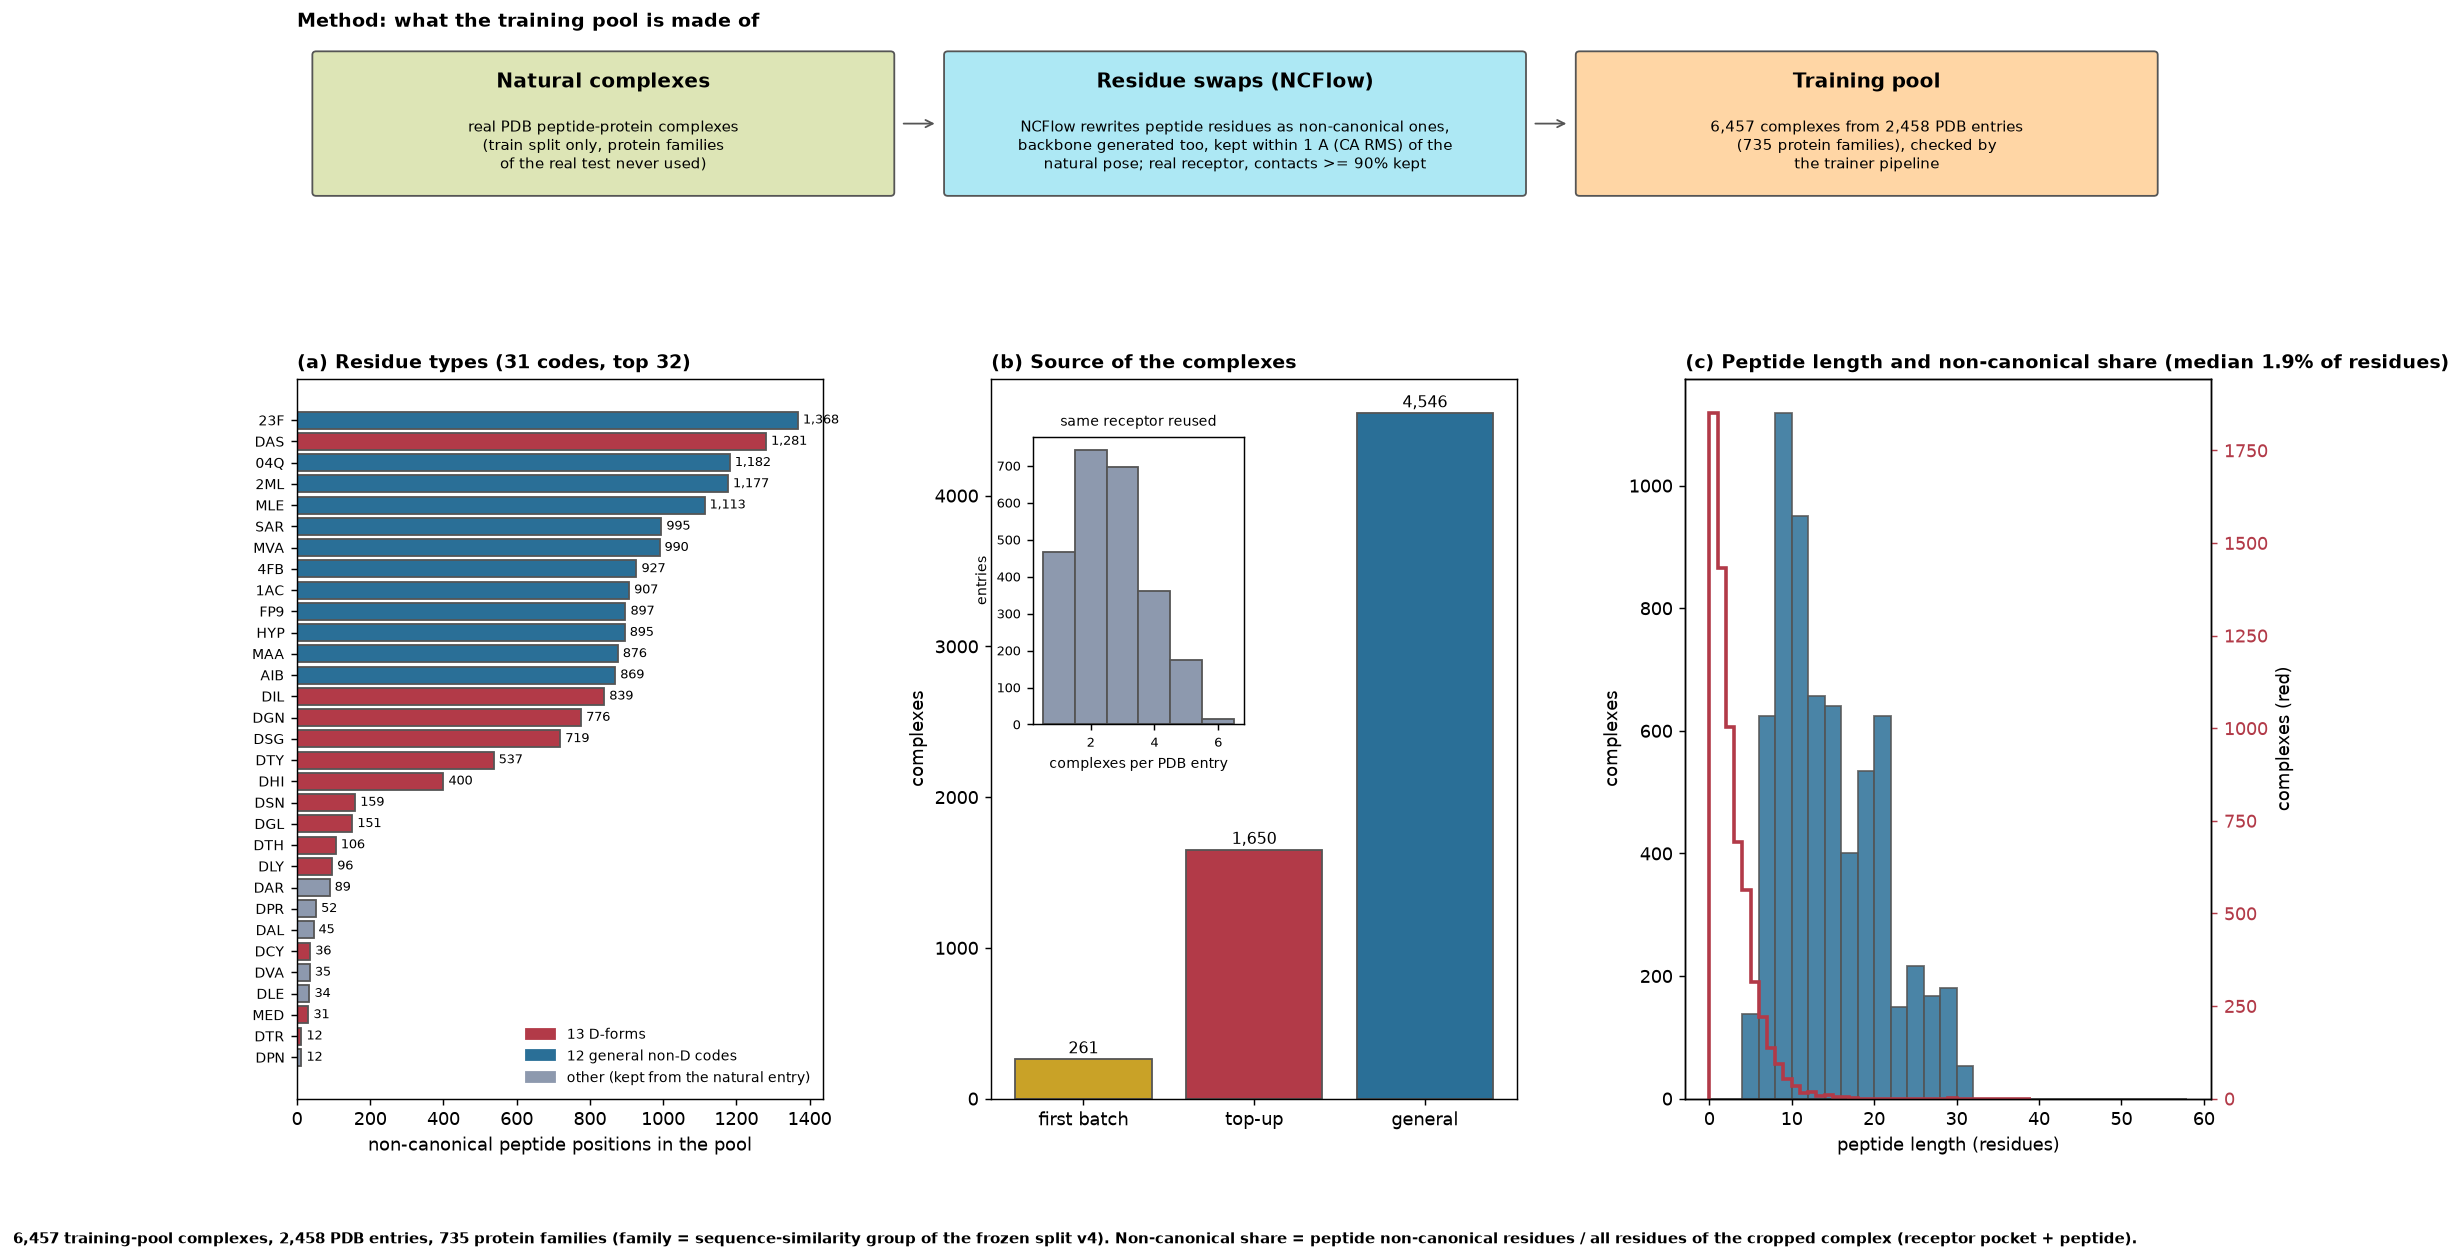 Method: what the training pool is made of
Natural complexes
real PDB peptide-protein complexes
(train split only, protein families
of the real test never used)
Residue swaps (NCFlow)
NCFlow rewrites peptide residues as non-canonical ones,
backbone generated too, kept within 1 A (CA RMS) of the
natural pose; real receptor, contacts >= 90% kept
Training pool
6,457 complexes from 2,458 PDB entries
(735 protein families), checked by
the trainer pipeline
(a) Residue types (31 codes, top 32)
23F 1,368
DAS 1,281
04Q 1,182
2ML 1,177
MLE 1,113
SAR 995
MVA 990
4FB 927
1AC 907
FP9 897
HYP 895
MAA 876
AIB 869
DIL 839
DGN 776
DSG 719
DTY 537
DHI 400
DSN 159
DGL 151
DTH 106
DLY 96
DAR 89
DPR 52
DAL 45
DCY 36
DVA 35
DLE 34
MED 31
DTR 12
DPN 12
13 D-forms
12 general non-D codes
other (kept from the natural entry)
0 200 400 600 800 1000 1200 1400
non-canonical peptide positions in the pool
(b) Source of the complexes
complexes
4000
3000
2000
1000
0
261
1,650
4,546
first batch top-up general
same receptor reused
entries
700
600
500
400
300
200
100
0
2 4 6
complexes per PDB entry
(c) Peptide length and non-canonical share (median 1.9% of residues)
complexes
1000
800
600
400
200
0
0 10 20 30 40 50 60
peptide length (residues)
1750
1500
1250
1000
750
500
250
0
complexes (red)
6,457 training-pool complexes, 2,458 PDB entries, 735 protein families (family = sequence-similarity group of the frozen split v4). Non-canonical share = peptide non-canonical residues / all residues of the cropped complex (receptor pocket + peptide).